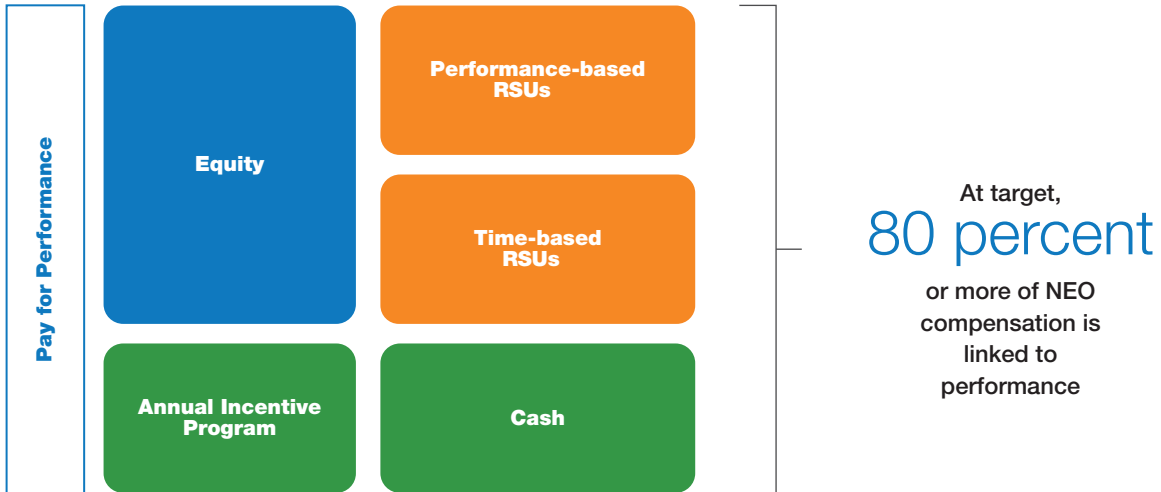 Pay for Performance
Equity
Performance-based
RSUs
Time-based
RSUs
Annual Incentive
Program
Cash
At target,
80 percent
or more of NEO
compensation is
linked to
performance